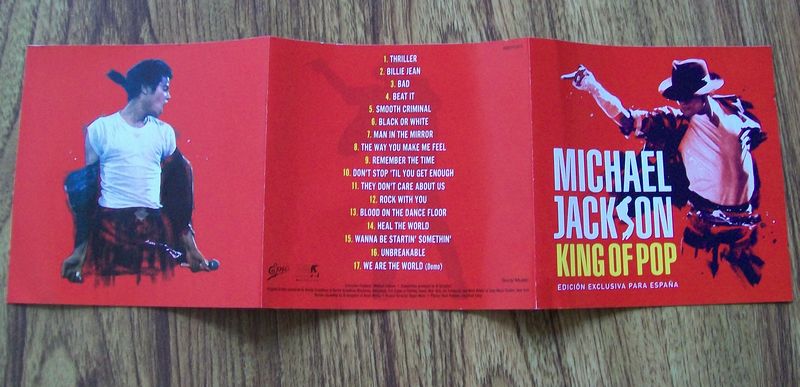 1. THRILLER
2. BILLIE JEAN
3. BAD
4. BEAT IT
5. SMOOTH CRIMINAL
6. BLACK OR WHITE
7. MAN IN THE MIRROR
8. THE WAY YOU MAKE ME FEEL
9. REMEMBER THE TIME
10. DON'T STOP 'TIL YOU GET ENOUGH
11. THEY DON'T CARE ABOUT US
12. ROCK WITH YOU
13. BLOOD ON THE DANCE FLOOR
14. HEAL THE WORLD
15. WANNA BE STARTIN' SOMETHIN'
16. UNBREAKABLE
17. WE ARE THE WORLD (Demo)
Epic
Sony Music
MICHAEL
JACKSON
KING OF POP
EDICIÓN EXCLUSIVA PARA ESPAÑA